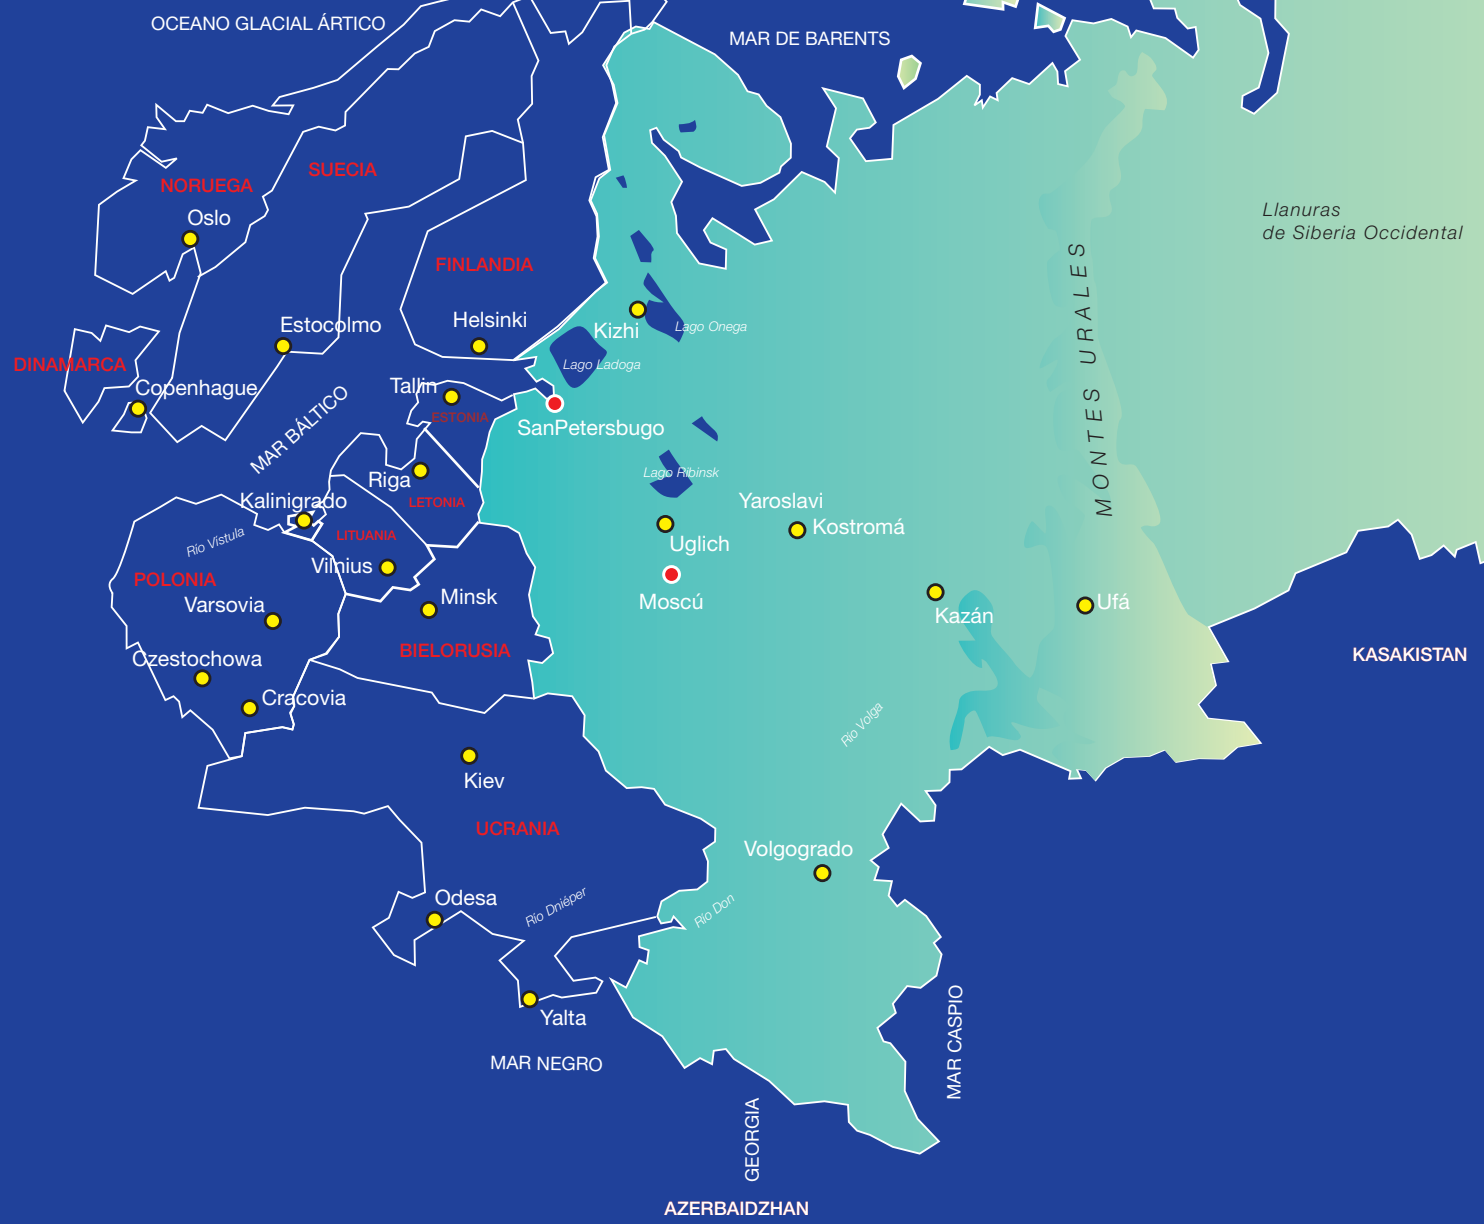 OCEANO GLACIAL ÁRTICO
MAR DE BARENTS
SUECIA
NORUEGA
Oslo
Llanuras
de Siberia Occidental
FINLANDIA
MONTES URALES
Helsinki
Estocolmo
Kizhi
Lago Onega
DINAMARCA
Lago Ladoga
Copenhague
Tallin
ESTONIA
MAR BÁLTICO
SanPetersbugo
Riga
Lago Ribinsk
Kalinigrado
LETONIA
Yaroslavi
Kostromá
LITUANIA
Río Vístula
Uglich
Vilnius
POLONIA
Varsovia
Minsk
Moscú
Kazán
Ufá
BIELORUSIA
KASAKISTAN
Czestochowa
Cracovia
Río Volga
Kiev
UCRANIA
Volgogrado
Odesa
Río Dniéper
Río Don
Yalta
MAR CASPIO
MAR NEGRO
GEORGIA
AZERBAIDZHAN